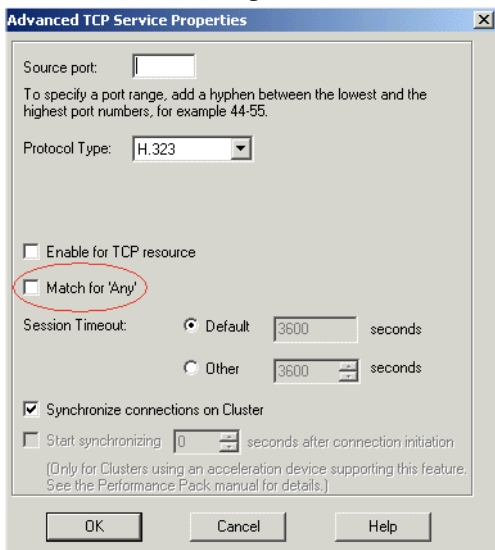 Advanced TCP Service Properties
Source port:
To specify a port range, add a hyphen between the lowest and the
highest port numbers, for example 44-55.
Protocol Type: H.323
Enable for TCP resource
Match for 'Any'
Session Timeout: Default 3600 seconds
Other 3600 seconds
Synchronize connections on Cluster
Start synchronizing 0 seconds after connection initiation
(Only for Clusters using an acceleration device supporting this feature.
See the Performance Pack manual for details.)
OK Cancel Help